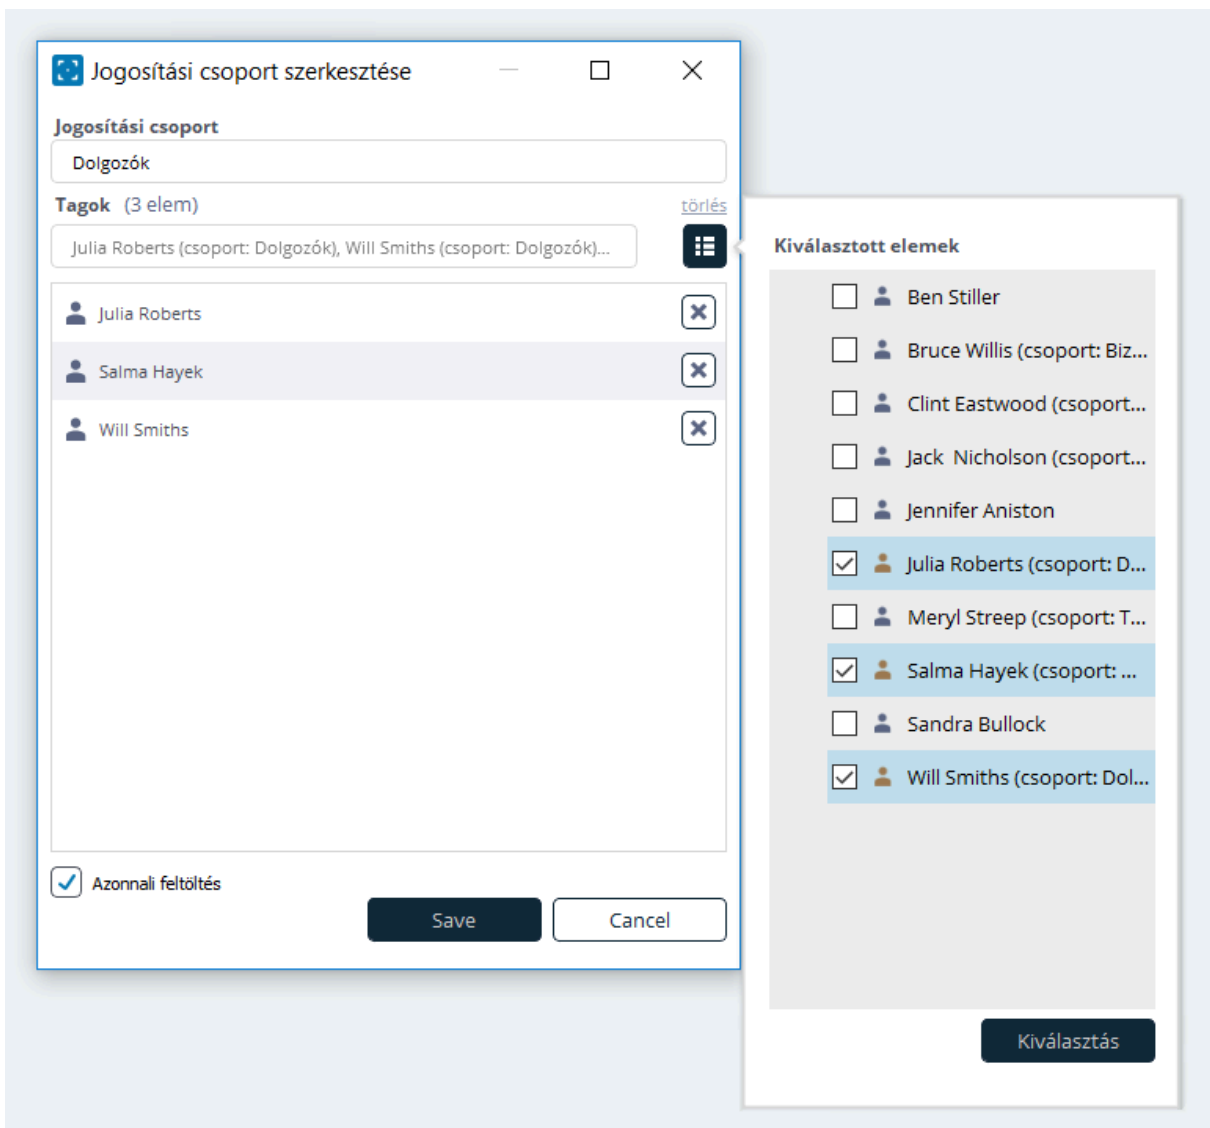 Jogosítási csoport szerkesztése
Jogosítási csoport
Dolgozók
Tagok (3 elem) törlés
Julia Roberts (csoport: Dolgozók), Will Smiths (csoport: Dolgozók)...
Julia Roberts
Salma Hayek
Will Smiths
Azonnali feltöltés
Save Cancel
Kiválasztott elemek
Ben Stiller
Bruce Willis (csoport: Biz...
Clint Eastwood (csoport...
Jack Nicholson (csoport...
Jennifer Aniston
Julia Roberts (csoport: D...
Meryl Streep (csoport: T...
Salma Hayek (csoport: ...
Sandra Bullock
Will Smiths (csoport: Dol...
Kiválasztás